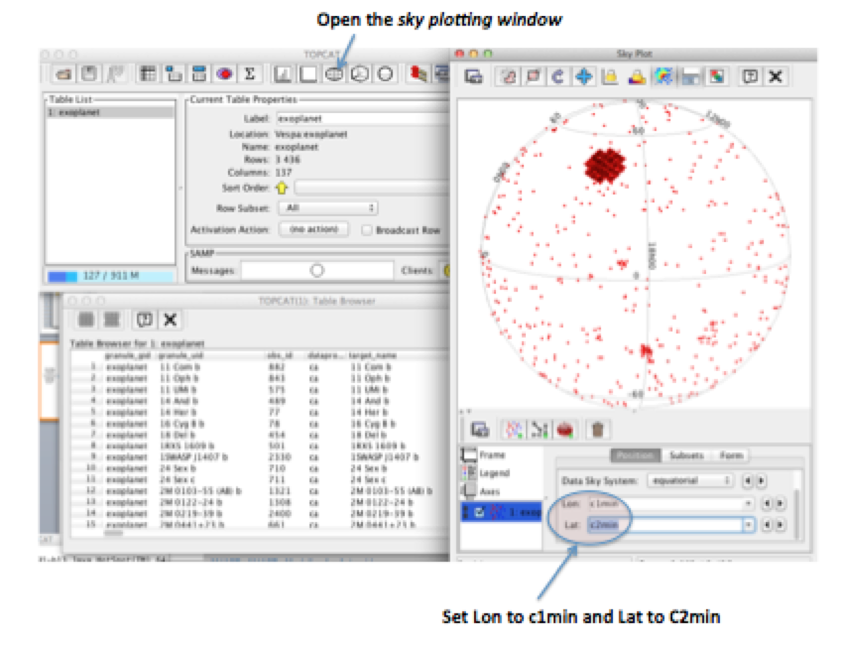 Open the sky plotting window
TOPCAT
Table List
1: exoplanet
127 / 911 M
Current Table Properties
Label: exoplanet
Location: Vespa:exoplanet
Name: exoplanet
Rows: 3 436
Columns: 137
Sort Order:
Row Subset: All
Activation Action: (no action) Broadcast Row
SAMP
Messages: Clients:
TOPCAT(1): Table Browser
Table Browser for 1: exoplanet
granule_gid granule_uid obs_id datapro... target_name
1 exoplanet 11 Com b 882 ca 11 Com b
2 exoplanet 11 Oph b 843 ca 11 Oph b
3 exoplanet 11 UMi b 575 ca 11 UMi b
4 exoplanet 14 And b 489 ca 14 And b
5 exoplanet 14 Her b 77 ca 14 Her b
6 exoplanet 16 Cyg B b 78 ca 16 Cyg B b
7 exoplanet 18 Del b 454 ca 18 Del b
8 exoplanet 1RXS 1609 b 501 ca 1RXS 1609 b
9 exoplanet 1SWASP J1407 b 2330 ca 1SWASP J1407 b
10 exoplanet 24 Sex b 710 ca 24 Sex b
11 exoplanet 24 Sex c 711 ca 24 Sex c
12 exoplanet 2M 0103-55 (AB) b 1321 ca 2M 0103-55 (AB) b
13 exoplanet 2M 0122-24 b 1308 ca 2M 0122-24 b
14 exoplanet 2M 0219-39 b 2400 ca 2M 0219-39 b
15 exoplanet 2M 0441+23 b 661 ca 2M 0441+23 b
Sky Plot
60
12h00
18h00
0
-60
Frame
Legend
Axes
Position Subsets Form
Data Sky System: equatorial
Lon: c1min
Lat: c2min
Set Lon to c1min and Lat to C2min